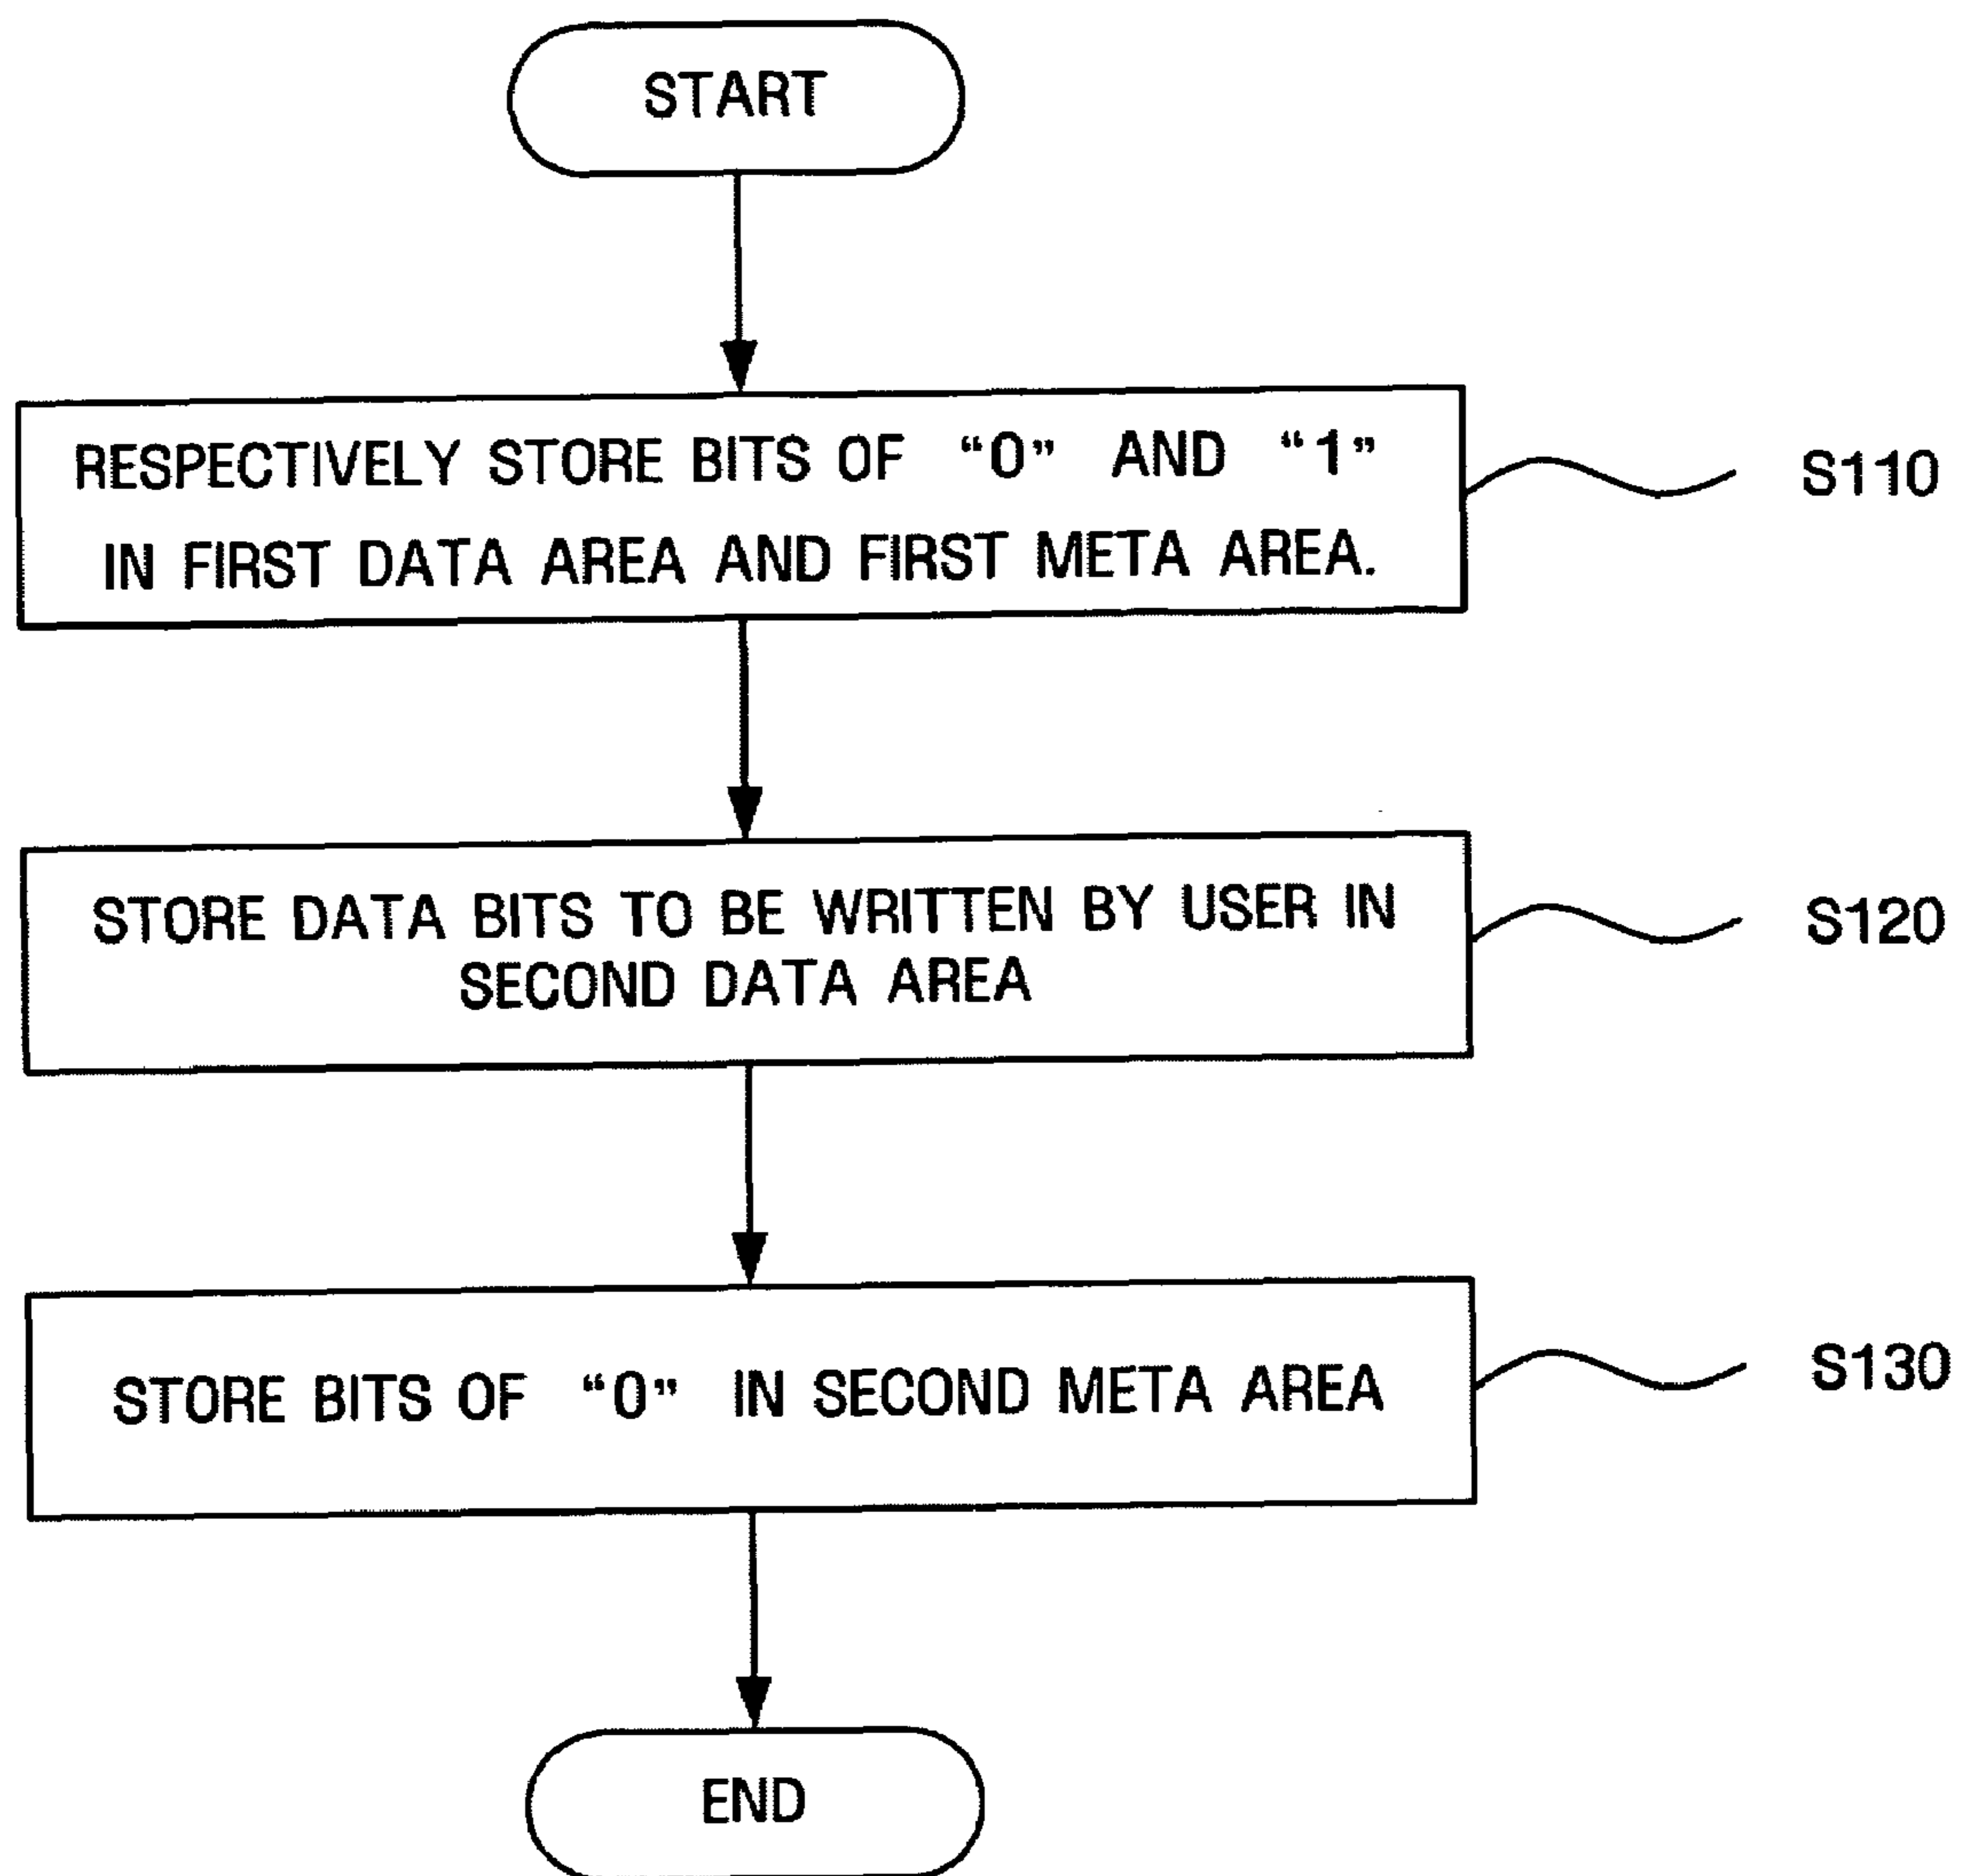 START
RESPECTIVELY STORE BITS OF “0” AND “1”
IN FIRST DATA AREA AND FIRST META AREA.
S110
STORE DATA BITS TO BE WRITTEN BY USER IN
SECOND DATA AREA
S120
STORE BITS OF “0” IN SECOND META AREA
S130
END